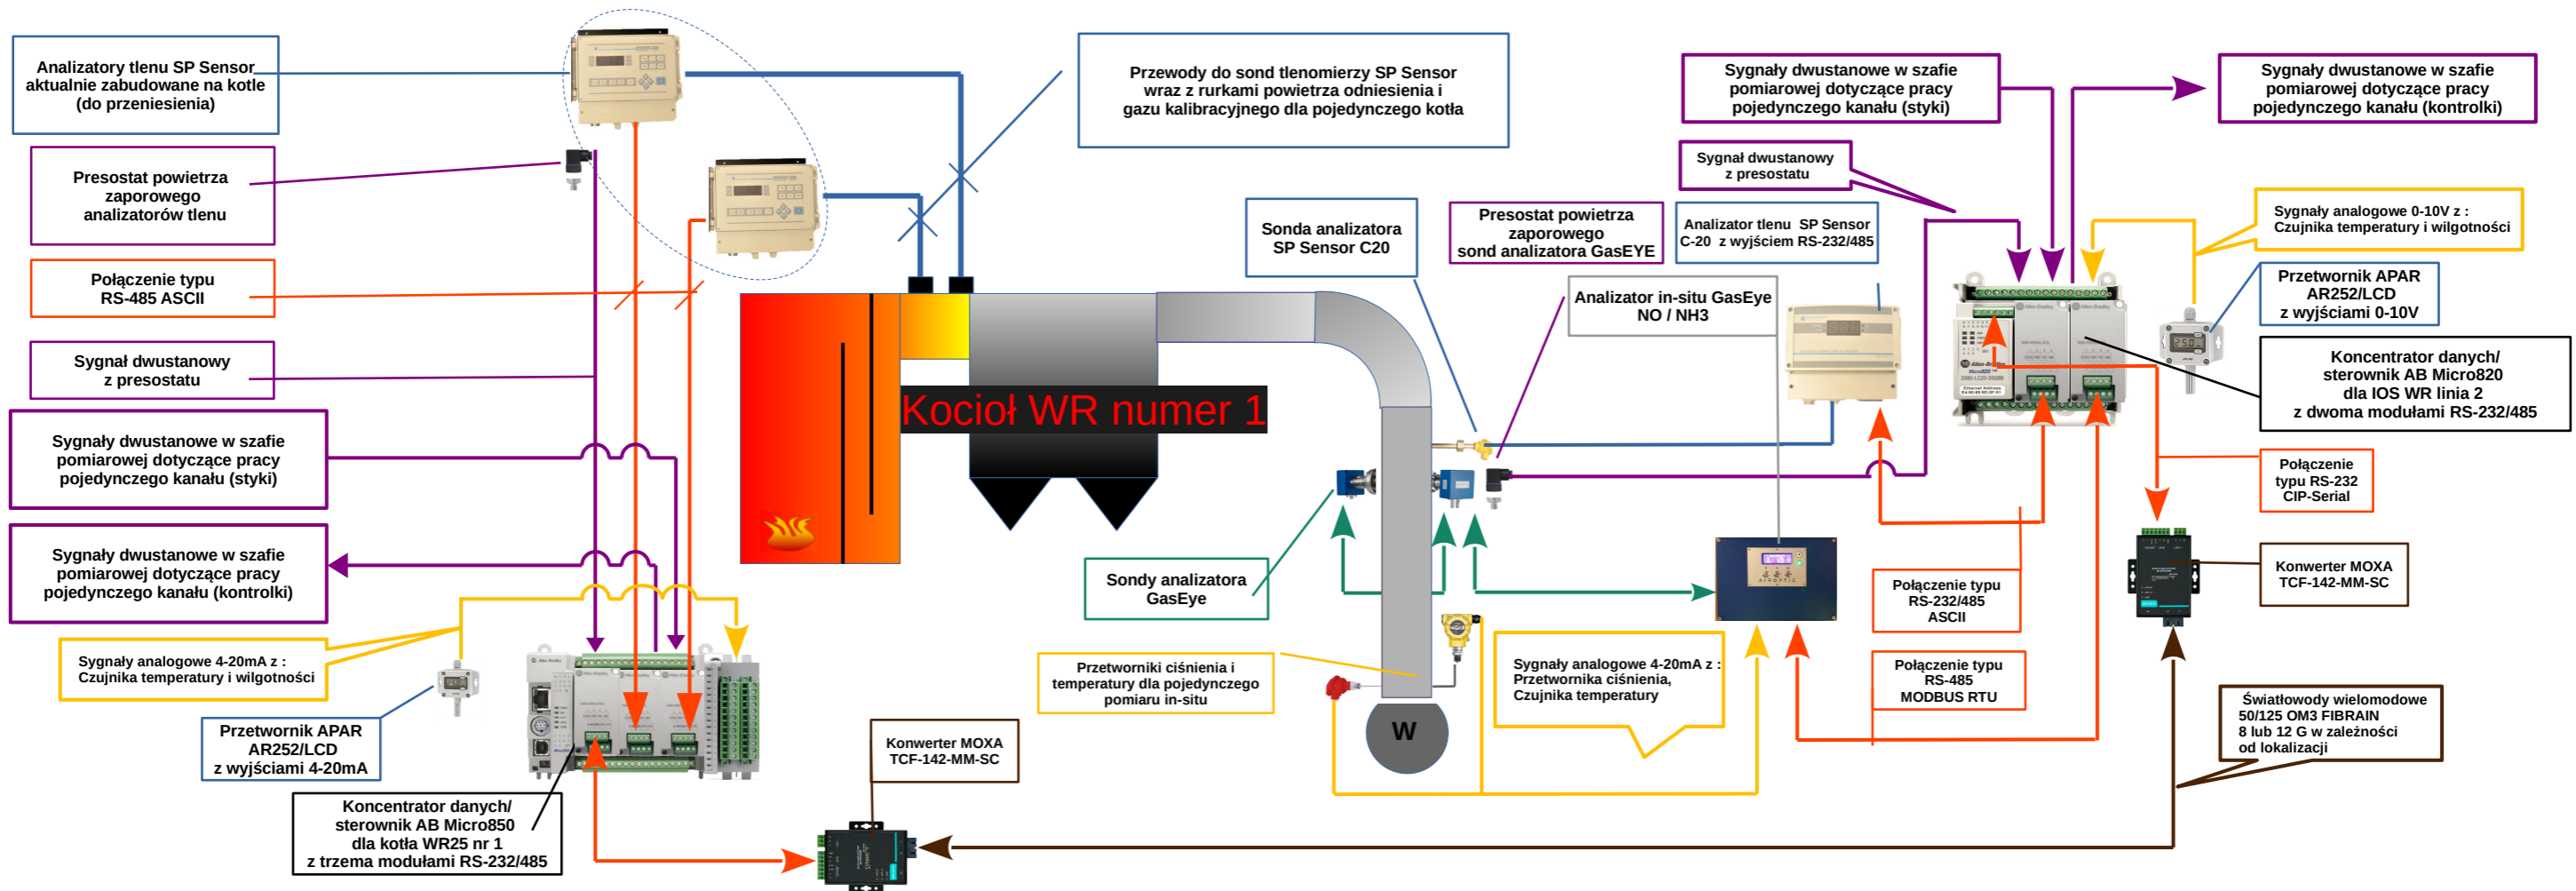 Analizatory tlenu SP Sensor
aktualnie zabudowane na kotle
(do przeniesienia)
Presostat powietrza
zaporowego
analizatorów tlenu
Połączenie typu
RS-485 ASCII
Sygnał dwustanowy
z presostatu
Sygnały dwustanowe w szafie
pomiarowej dotyczące pracy
pojedynczego kanału (styki)
Sygnały dwustanowe w szafie
pomiarowej dotyczące pracy
pojedynczego kanału (kontrolki)
Sygnały analogowe 4-20mA z :
Czujnika temperatury i wilgotności
Przetwornik APAR
AR252/LCD
z wyjściami 4-20mA
Koncentrator danych/
sterownik AB Micro850
dla kotła WR25 nr 1
z trzema modułami RS-232/485
Konwerter MOXA
TCF-142-MM-SC
Przewody do sond tlenomierzy SP Sensor
wraz z rurkami powietrza odniesienia i
gazu kalibracyjnego dla pojedynczego kotła
Kocioł WR numer 1
Sonda analizatora
SP Sensor C20
Presostat powietrza
zaporowego
sond analizatora GasEYE
Analizator tlenu SP Sensor
C-20 z wyjściem RS-232/485
Analizator in-situ GasEye
NO / NH3
Sondy analizatora
GasEye
Przetworniki ciśnienia i
temperatury dla pojedynczego
pomiaru in-situ
W
Sygnały analogowe 4-20mA z :
Przetwornika ciśnienia,
Czujnika temperatury
AIROPTIC
Sygnały dwustanowe w szafie
pomiarowej dotyczące pracy
pojedynczego kanału (styki)
Sygnały dwustanowe w szafie
pomiarowej dotyczące pracy
pojedynczego kanału (kontrolki)
Sygnał dwustanowy
z presostatu
Sygnały analogowe 0-10V z :
Czujnika temperatury i wilgotności
Przetwornik APAR
AR252/LCD
z wyjściami 0-10V
Allen-Bradley
Micro820
Koncentrator danych/
sterownik AB Micro820
dla IOS WR linia 2
z dwoma modułami RS-232/485
Połączenie
typu RS-232
CIP-Serial
Konwerter MOXA
TCF-142-MM-SC
Połączenie typu
RS-232/485
ASCII
Połączenie typu
RS-485
MODBUS RTU
Światłowody wielomodowe
50/125 OM3 FIBRAIN
8 lub 12 G w zależności
od lokalizacji